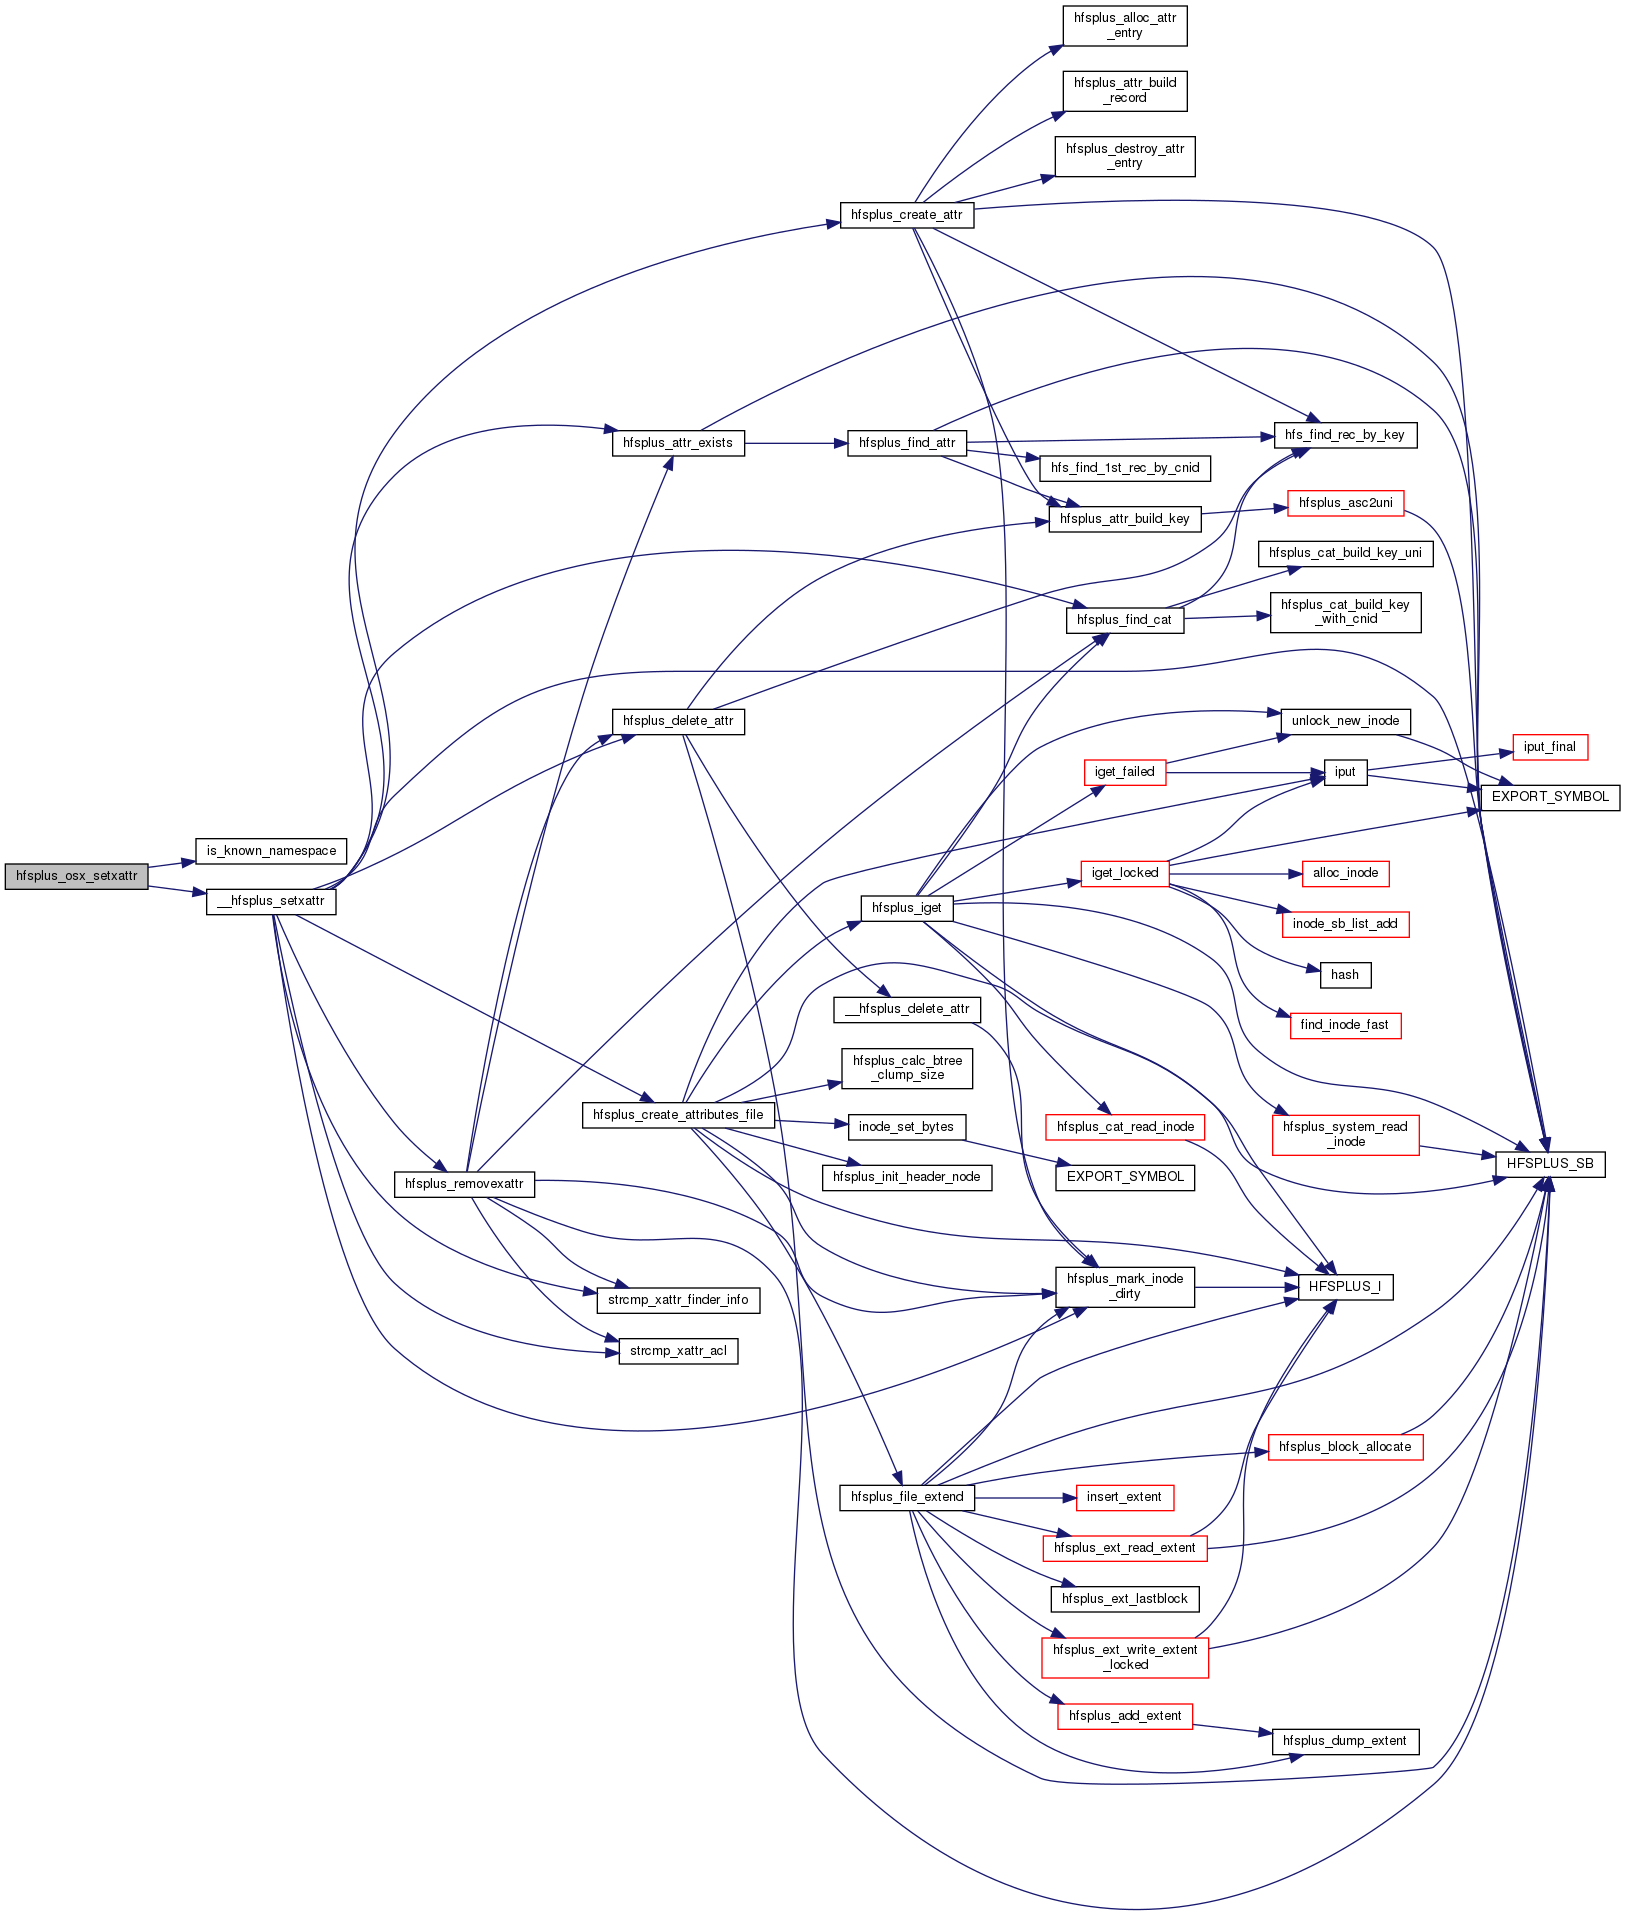 hfsplus_alloc_attr
_entry
hfsplus_attr_build
_record
hfsplus_destroy_attr
_entry
hfsplus_create_attr
hfsplus_attr_exists
hfsplus_find_attr
hfs_find_rec_by_key
hfs_find_1st_rec_by_cnid
hfsplus_asc2uni
hfsplus_attr_build_key
hfsplus_cat_build_key_uni
hfsplus_cat_build_key
_with_cnid
hfsplus_find_cat
hfsplus_delete_attr
unlock_new_inode
iput_final
iget_failed
iput
EXPORT_SYMBOL
is_known_namespace
hfsplus_osx_setxattr
__hfsplus_setxattr
iget_locked
alloc_inode
hfsplus_iget
inode_sb_list_add
hash
__hfsplus_delete_attr
find_inode_fast
hfsplus_calc_btree
_clump_size
hfsplus_create_attributes_file
inode_set_bytes
hfsplus_cat_read_inode
hfsplus_system_read
_inode
HFSPLUS_SB
hfsplus_init_header_node
EXPORT_SYMBOL
hfsplus_removexattr
hfsplus_mark_inode
_dirty
HFSPLUS_I
strcmp_xattr_finder_info
strcmp_xattr_acl
hfsplus_block_allocate
hfsplus_file_extend
insert_extent
hfsplus_ext_read_extent
hfsplus_ext_lastblock
hfsplus_ext_write_extent
_locked
hfsplus_add_extent
hfsplus_dump_extent